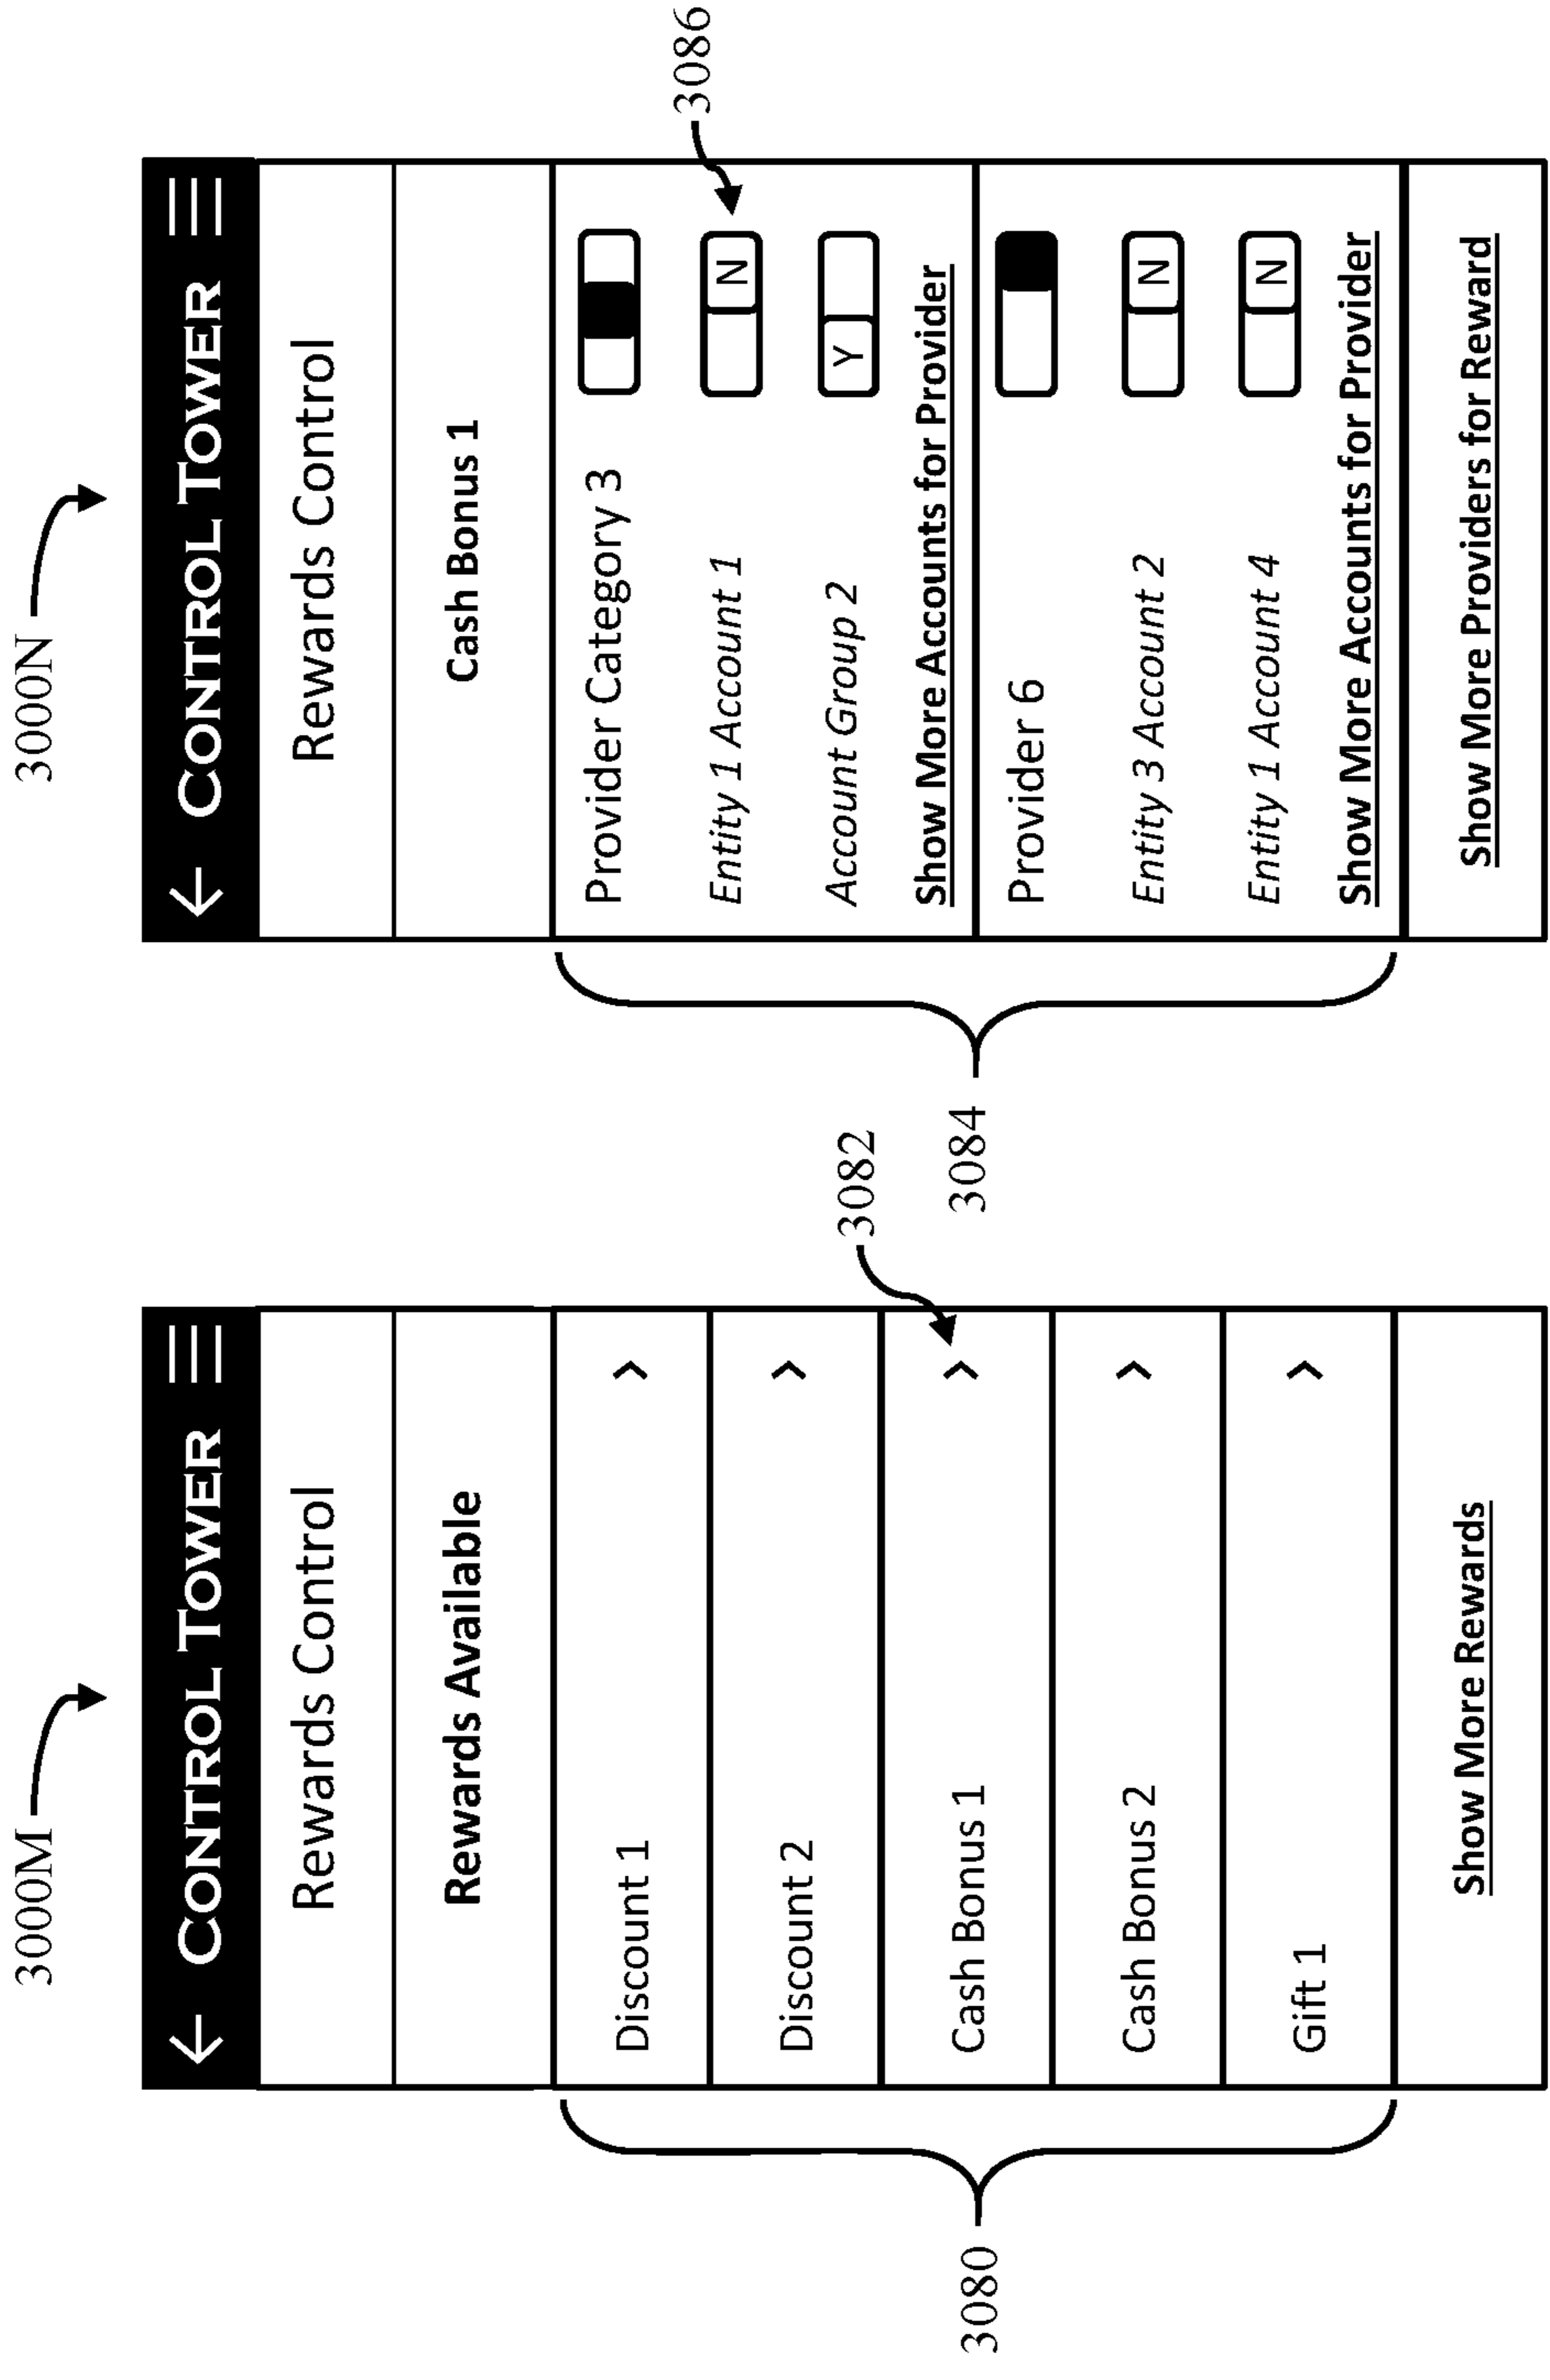 3000M
CONTROL TOWER
Rewards Control
Rewards Available
Discount 1
Discount 2
Cash Bonus 1
Cash Bonus 2
Gift 1
Show More Rewards
3080
3082
3000N
CONTROL TOWER
Rewards Control
Cash Bonus 1
Provider Category 3
Entity 1 Account 1 N
Account Group 2 Y
Show More Accounts for Provider
Provider 6
Entity 3 Account 2 N
Entity 1 Account 4 N
Show More Accounts for Provider
Show More Providers for Reward
3084
3086